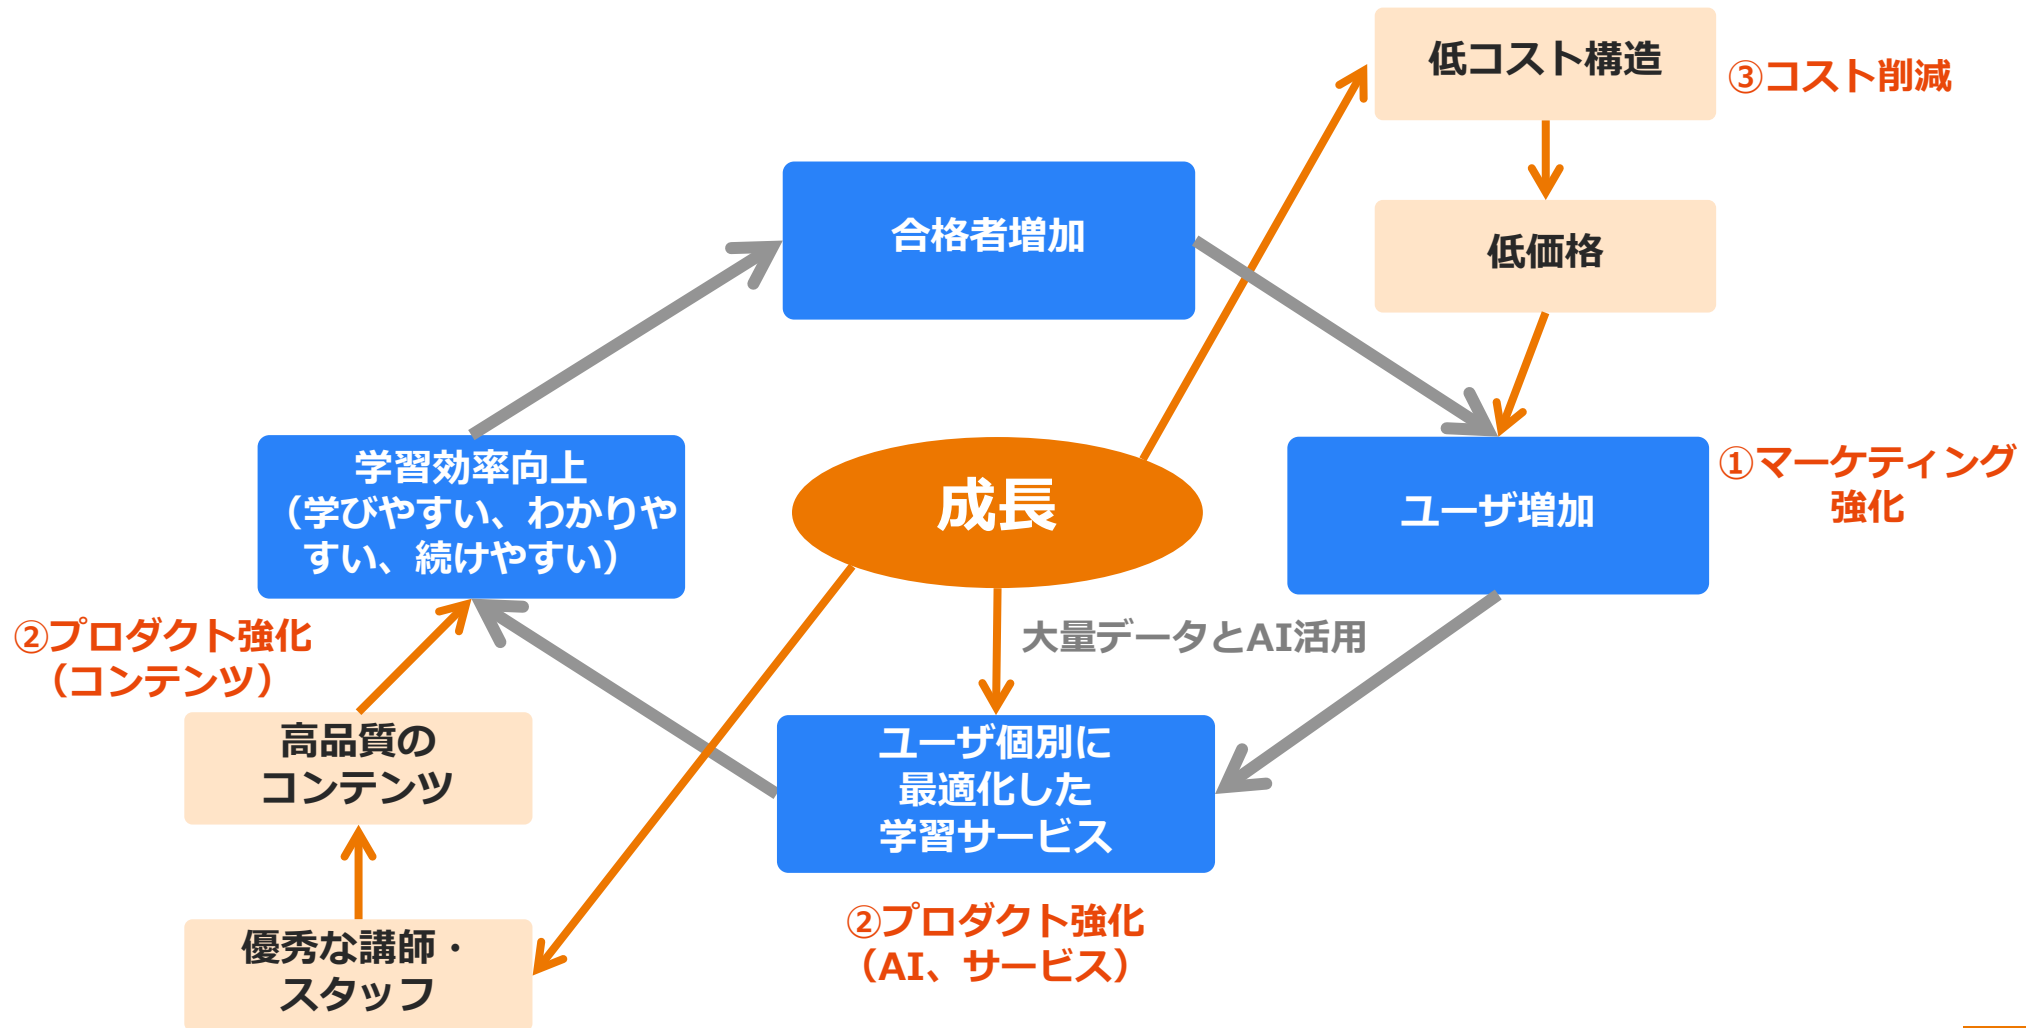 低コスト構造
③コスト削減
低価格
合格者増加
学習効率向上
（学びやすい、わかりや
すい、続けやすい）
成長
ユーザ増加
①マーケティング
強化
大量データとAI活用
②プロダクト強化
（コンテンツ）
高品質の
コンテンツ
ユーザ個別に
最適化した
学習サービス
②プロダクト強化
（AI、サービス）
優秀な講師・
スタッフ